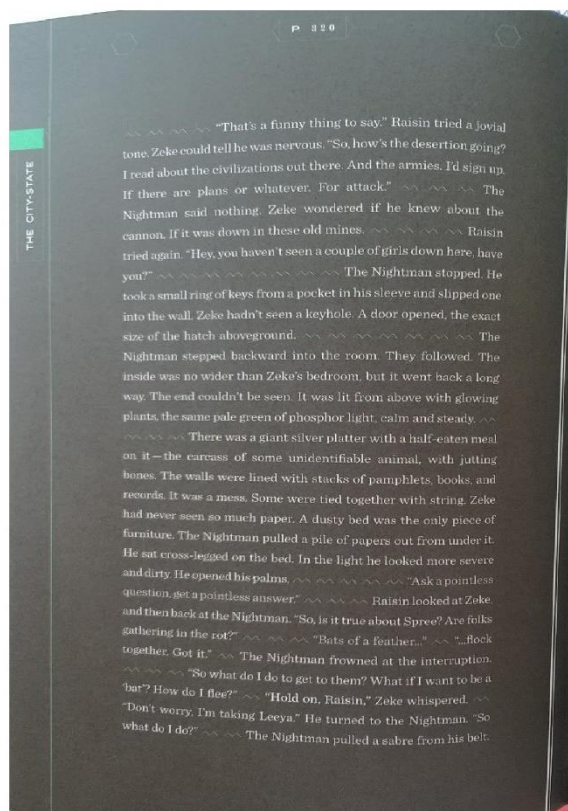 P 320
THE CITY-STATE
"That's a funny thing to say." Raisin tried a jovial
tone. Zeke could tell he was nervous. "So, how's the desertion going?
I read about the civilizations out there. And the armies. I'd sign up.
If there are plans or whatever. For attack." The
Nightman said nothing. Zeke wondered if he knew about the
cannon. If it was down in these old mines. Raisin
tried again. "Hey, you haven't seen a couple of girls down here, have
you?" The Nightman stopped. He
took a small ring of keys from a pocket in his sleeve and slipped one
into the wall. Zeke hadn't seen a keyhole. A door opened, the exact
size of the hatch aboveground. The
Nightman stepped backward into the room. They followed. The
inside was no wider than Zeke's bedroom, but it went back a long
way. The end couldn't be seen. It was lit from above with glowing
plants, the same pale green of phosphor light, calm and steady.
There was a giant silver platter with a half-eaten meal
on it—the carcass of some unidentifiable animal, with jutting
bones. The walls were lined with stacks of pamphlets, books, and
records. It was a mess. Some were tied together with string. Zeke
had never seen so much paper. A dusty bed was the only piece of
furniture. The Nightman pulled a pile of papers out from under it.
He sat cross-legged on the bed. In the light he looked more severe
and dirty. He opened his palms. "Ask a pointless
question, get a pointless answer." Raisin looked at Zeke,
and then back at the Nightman. "So, is it true about Spree? Are folks
gathering in the rot?" "Bats of a feather..." "...flock
together. Got it." The Nightman frowned at the interruption.
"So what do I do to get to them? What if I want to be a
'bat'? How do I flee?" "Hold on, Raisin," Zeke whispered.
"Don't worry, I'm taking Leeya." He turned to the Nightman. "So
what do I do?" The Nightman pulled a sabre from his belt.